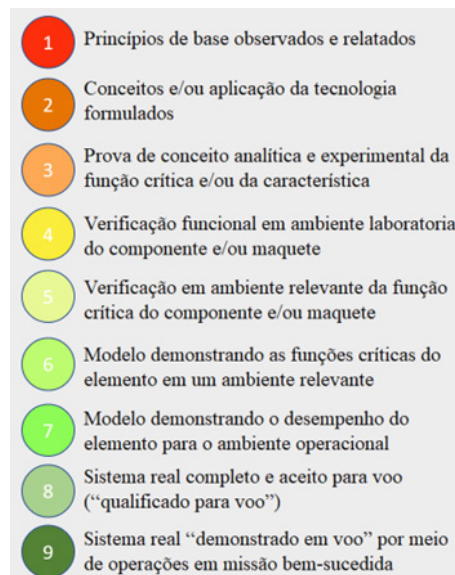 1 Princípios de base observados e relatados
2 Conceitos e/ou aplicação da tecnologia
formulados
3 Prova de conceito analítica e experimental da
função crítica e/ou da característica
4 Verificação funcional em ambiente laboratoria
do componente e/ou maquete
5 Verificação em ambiente relevante da função
crítica do componente e/ou maquete
6 Modelo demonstrando as funções críticas do
elemento em um ambiente relevante
7 Modelo demonstrando o desempenho do
elemento para o ambiente operacional
8 Sistema real completo e aceito para voo
(“qualificado para voo”)
9 Sistema real “demonstrado em voo” por meio
de operações em missão bem-sucedida